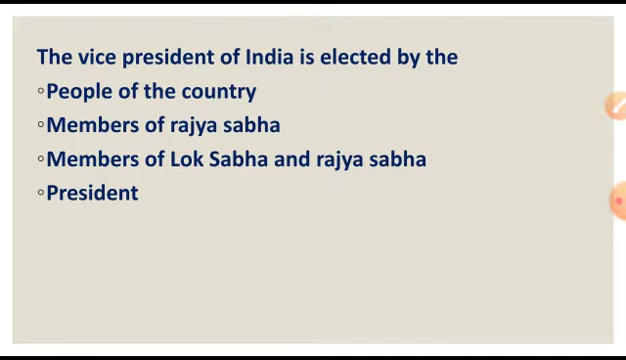 The vice president of India is elected by the
◦People of the country
◦Members of rajya sabha
◦Members of Lok Sabha and rajya sabha
◦President